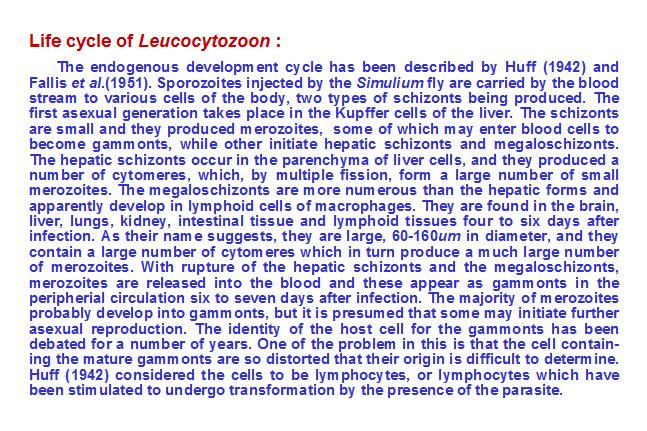 Life cycle of Leucocytozoon :
The endogenous development cycle has been described by Huff (1942) and
Fallis et al.(1951). Sporozoites injected by the Simulium fly are carried by the blood
stream to various cells of the body, two types of schizonts being produced. The
first asexual generation takes place in the Kupffer cells of the liver. The schizonts
are small and they produced merozoites, some of which may enter blood cells to
become gammonts, while other initiate hepatic schizonts and megaloschizonts.
The hepatic schizonts occur in the parenchyma of liver cells, and they produced a
number of cytomeres, which, by multiple fission, form a large number of small
merozoites. The megaloschizonts are more numerous than the hepatic forms and
apparently develop in lymphoid cells of macrophages. They are found in the brain,
liver, lungs, kidney, intestinal tissue and lymphoid tissues four to six days after
infection. As their name suggests, they are large, 60-160um in diameter, and they
contain a large number of cytomeres which in turn produce a much large number
of merozoites. With rupture of the hepatic schizonts and the megaloschizonts,
merozoites are released into the blood and these appear as gammonts in the
peripherial circulation six to seven days after infection. The majority of merozoites
probably develop into gammonts, but it is presumed that some may initiate further
asexual reproduction. The identity of the host cell for the gammonts has been
debated for a number of years. One of the problem in this is that the cell contain-
ing the mature gammonts are so distorted that their origin is difficult to determine.
Huff (1942) considered the cells to be lymphocytes, or lymphocytes which have
been stimulated to undergo transformation by the presence of the parasite.